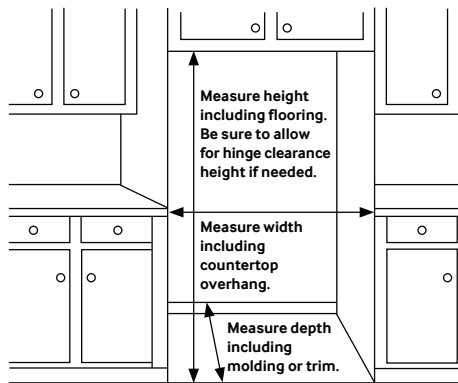 Measure height
including flooring.
Be sure to allow
for hinge clearance
height if needed.
Measure width
including
countertop
overhang.
Measure depth
including
molding or trim.